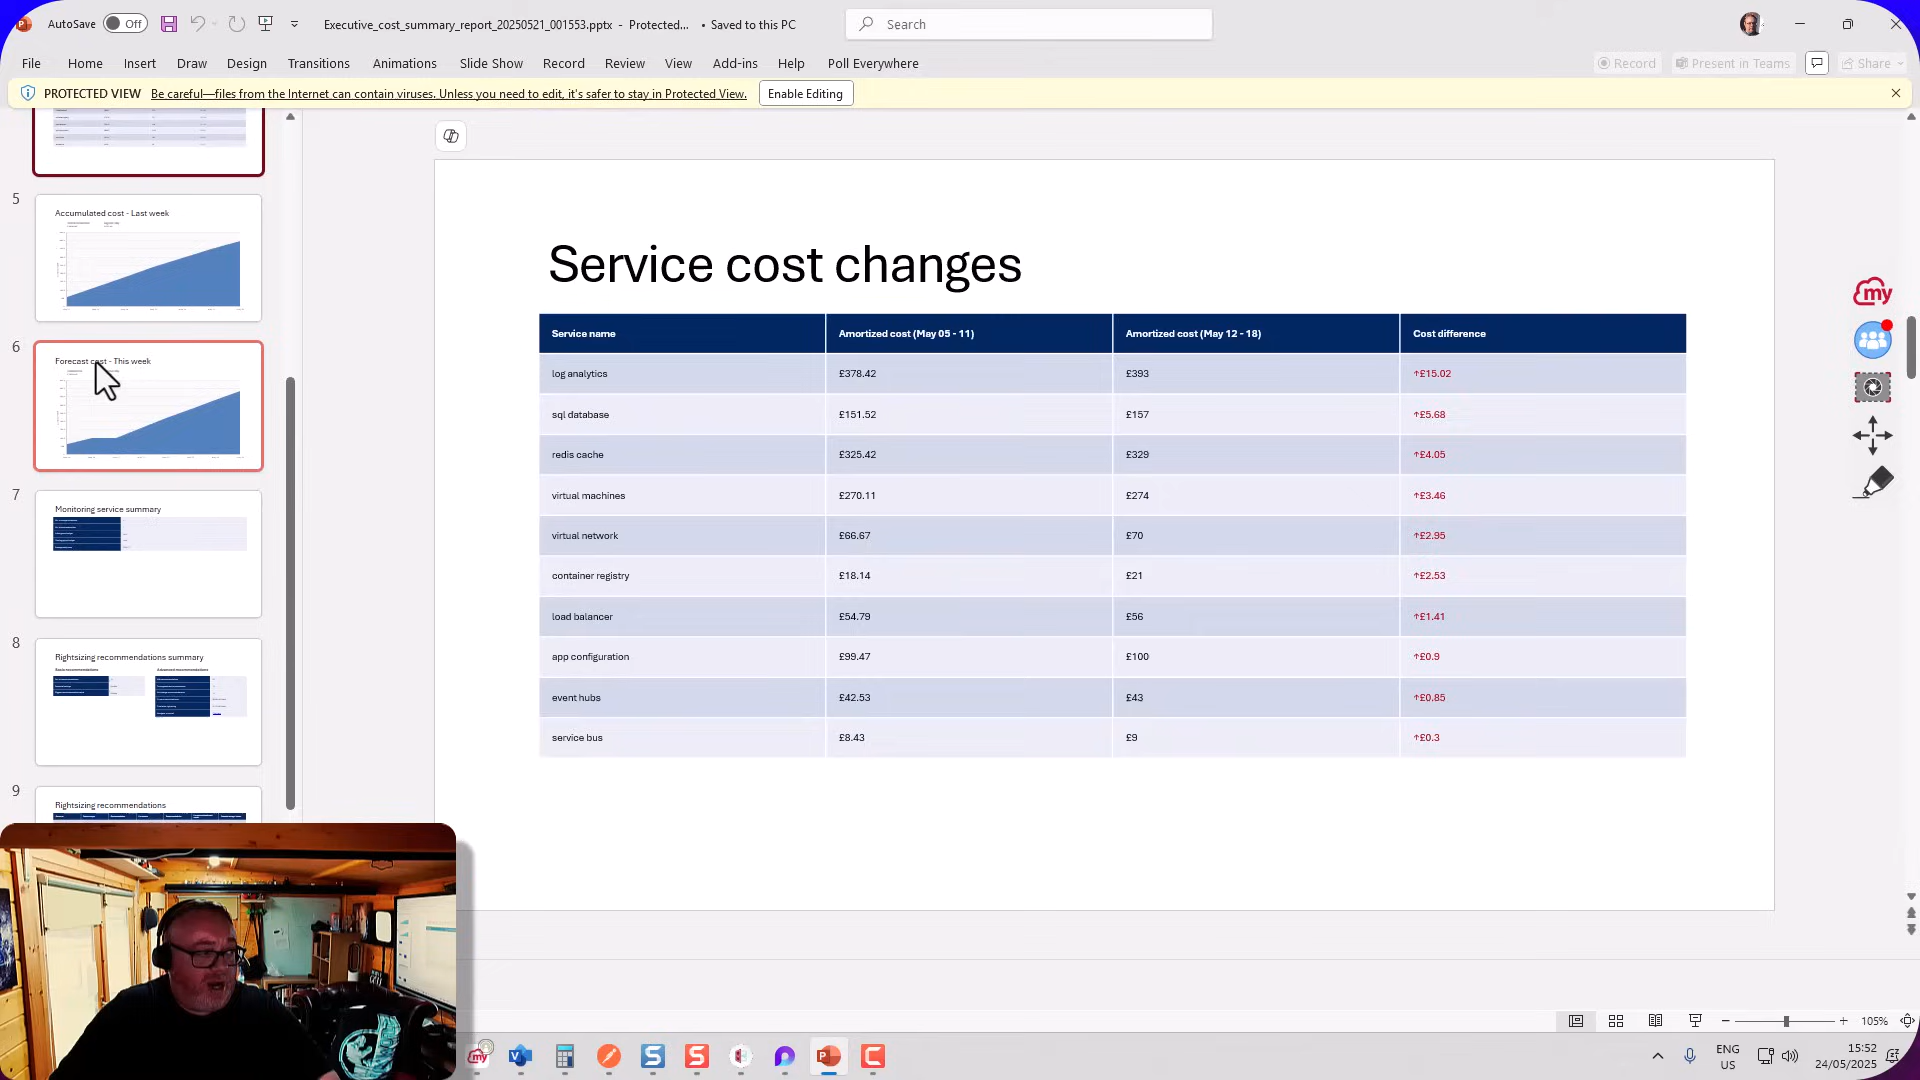 AutoSave Off Executive_cost_summary_report_20250521_001553.pptx - Protected... • Saved to this PC Search
File Home Insert Draw Design Transitions Animations Slide Show Record Review View Add-ins Help Poll Everywhere Record Present in Teams Share
PROTECTED VIEW Be careful—files from the Internet can contain viruses. Unless you need to edit, it's safer to stay in Protected View. Enable Editing
5
Accumulated cost - Last week
6
Forecast cost - This week
7
Monitoring service summary
8
Rightsizing recommendations summary
9
Rightsizing recommendations
Service cost changes
Service name Amortized cost (May 05 - 11) Amortized cost (May 12 - 18) Cost difference
log analytics £378.42 £393 ↑£15.02
sql database £151.52 £157 ↑£5.68
redis cache £325.42 £329 ↑£4.05
virtual machines £270.11 £274 ↑£3.46
virtual network £66.67 £70 ↑£2.95
container registry £18.14 £21 ↑£2.53
load balancer £54.79 £56 ↑£1.41
app configuration £99.47 £100 ↑£0.9
event hubs £42.53 £43 ↑£0.85
service bus £8.43 £9 ↑£0.3
my
105%
my
ENG
US
15:52
24/05/2025